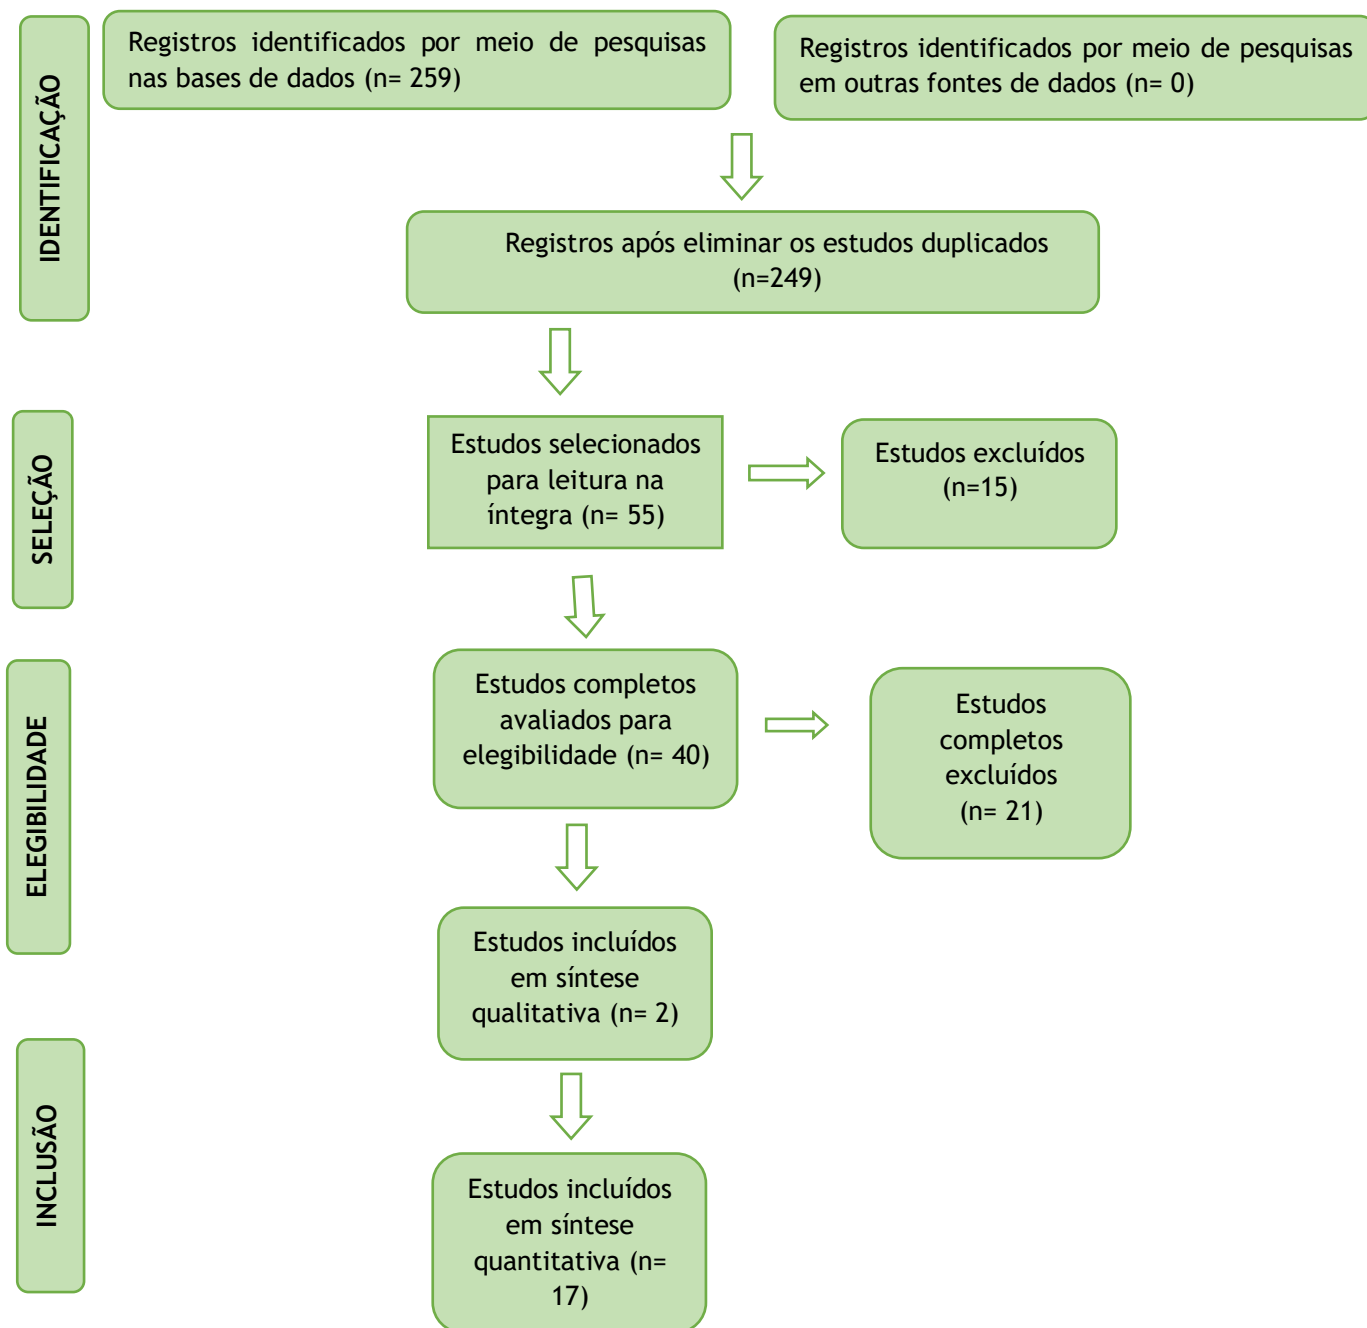 IDENTIFICAÇÃO
Registros identificados por meio de pesquisas
nas bases de dados (n= 259)
Registros identificados por meio de pesquisas
em outras fontes de dados (n= 0)
Registros após eliminar os estudos duplicados
(n=249)
SELEÇÃO
Estudos selecionados
para leitura na
íntegra (n= 55)
Estudos excluídos
(n=15)
ELEGIBILIDADE
Estudos completos
avaliados para
elegibilidade (n= 40)
Estudos
completos
excluídos
(n= 21)
Estudos incluídos
em síntese
qualitativa (n= 2)
INCLUSÃO
Estudos incluídos
em síntese
quantitativa (n=
17)